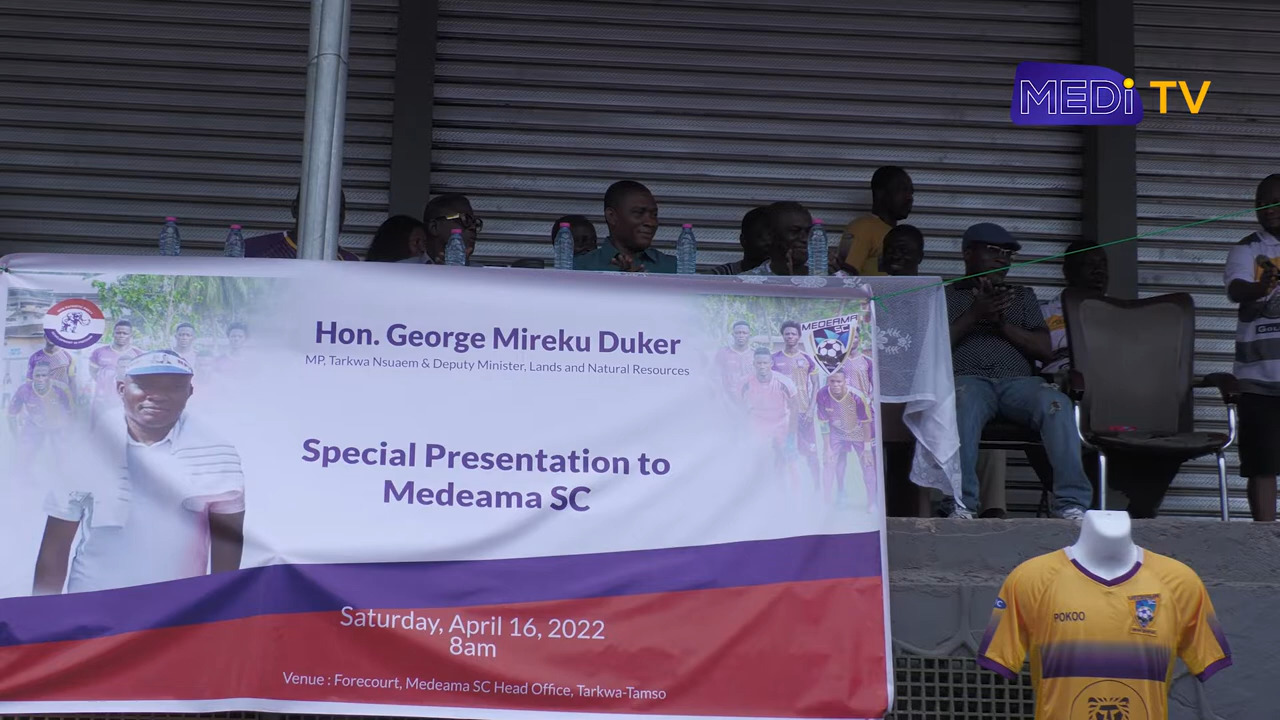 MEDi TV
Hon. George Mireku Duker
MP, Tarkwa Nsuaem & Deputy Minister, Lands and Natural Resources
MEDEAMA
SC
Special Presentation to
Medeama SC
Saturday, April 16, 2022
8am
Venue : Forecourt, Medeama SC Head Office, Tarkwa-Tamso
POKOO